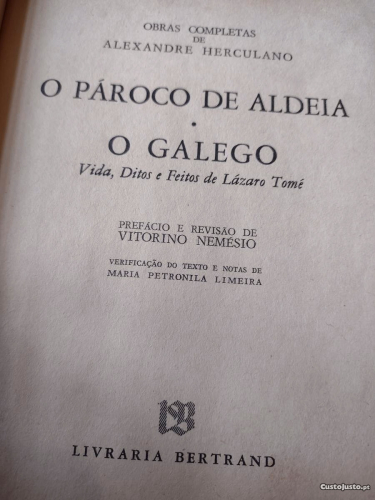 OBRAS COMPLETAS
DE
ALEXANDRE HERCULANO
O PÁROCO DE ALDEIA
•
O GALEGO
Vida, Ditos e Feitos de Lázaro Tomé
PREFÁCIO E REVISÃO DE
VITORINO NEMÉSIO
VERIFICAÇÃO DO TEXTO E NOTAS DE
MARIA PETRONILA LIMEIRA
LIVRARIA BERTRAND
CustoJusto.pt